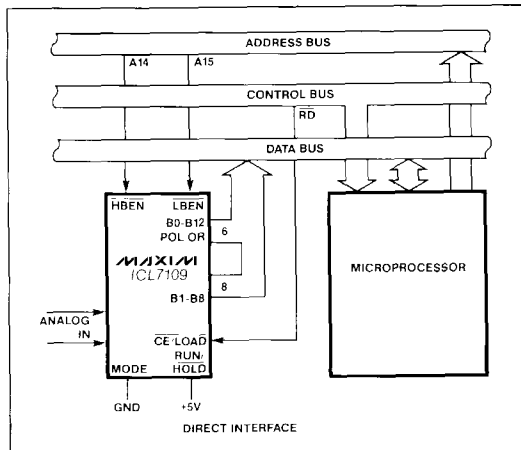 ADDRESS BUS
A14 A15
CONTROL BUS
RD
DATA BUS
HBEN LBEN
B0-B12
POL OR
6
MAXIM
ICL7109
8
B1-B8
MICROPROCESSOR
ANALOG
IN
CE/LOAD
RUN/
HOLD
MODE
GND +5V
DIRECT INTERFACE